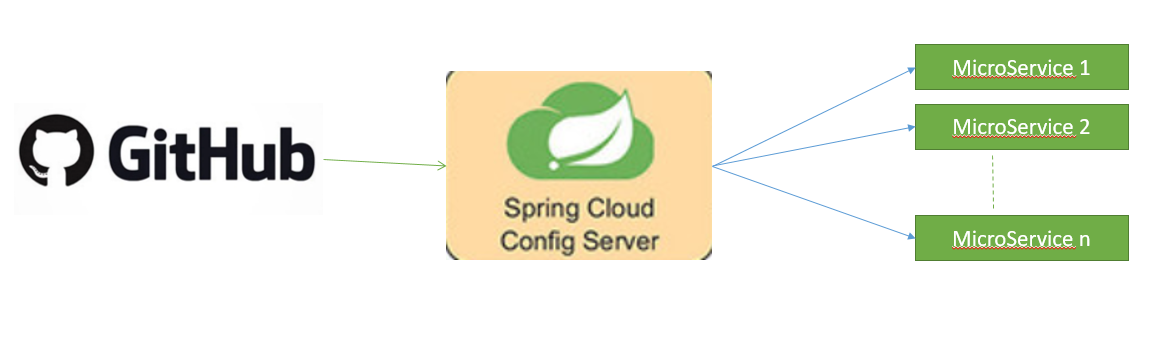 GitHub
Spring Cloud
Config Server
MicroService 1
MicroService 2
MicroService n